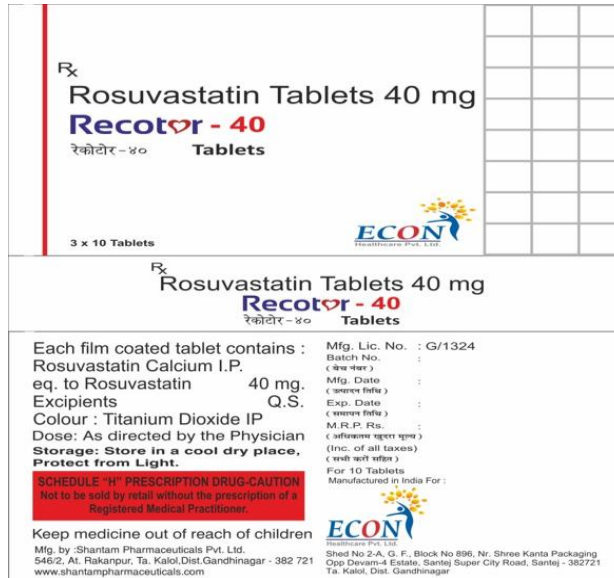 Rx
Rosuvastatin Tablets 40 mg
Recotor - 40
रेकोटोर - ४० Tablets
3 x 10 Tablets
ECON
Healthcare Pvt. Ltd.
Rx
Rosuvastatin Tablets 40 mg
Recotor - 40
रेकोटोर - ४० Tablets
Each film coated tablet contains :
Rosuvastatin Calcium I.P.
eq. to Rosuvastatin 40 mg.
Excipients Q.S.
Colour : Titanium Dioxide IP
Dose: As directed by the Physician
Storage: Store in a cool dry place,
Protect from Light.
SCHEDULE "H" PRESCRIPTION DRUG-CAUTION
Not to be sold by retail without the prescription of a
Registered Medical Practitioner.
Keep medicine out of reach of children
Mfg. by :Shantam Pharmaceuticals Pvt. Ltd.
546/2, At. Rakanpur, Ta. Kalol,Dist.Gandhinagar - 382 721
www.shantampharmaceuticals.com
Mfg. Lic. No. : G/1324
Batch No. :
( बेच नंबर )
Mfg. Date :
( उत्पादन तिथि )
Exp. Date :
( समापन तिथि )
M.R.P. Rs. :
( अधिकतम खुदरा मूल्य )
(Inc. of all taxes)
( सभी करों सहित )
For 10 Tablets
Manufactured in India For :
ECON
Healthcare Pvt. Ltd.
Shed No 2-A, G. F., Block No 896, Nr. Shree Kanta Packaging
Opp Devam-4 Estate, Santej Super City Road, Santej - 382721
Ta. Kalol, Dist. Gandhinagar